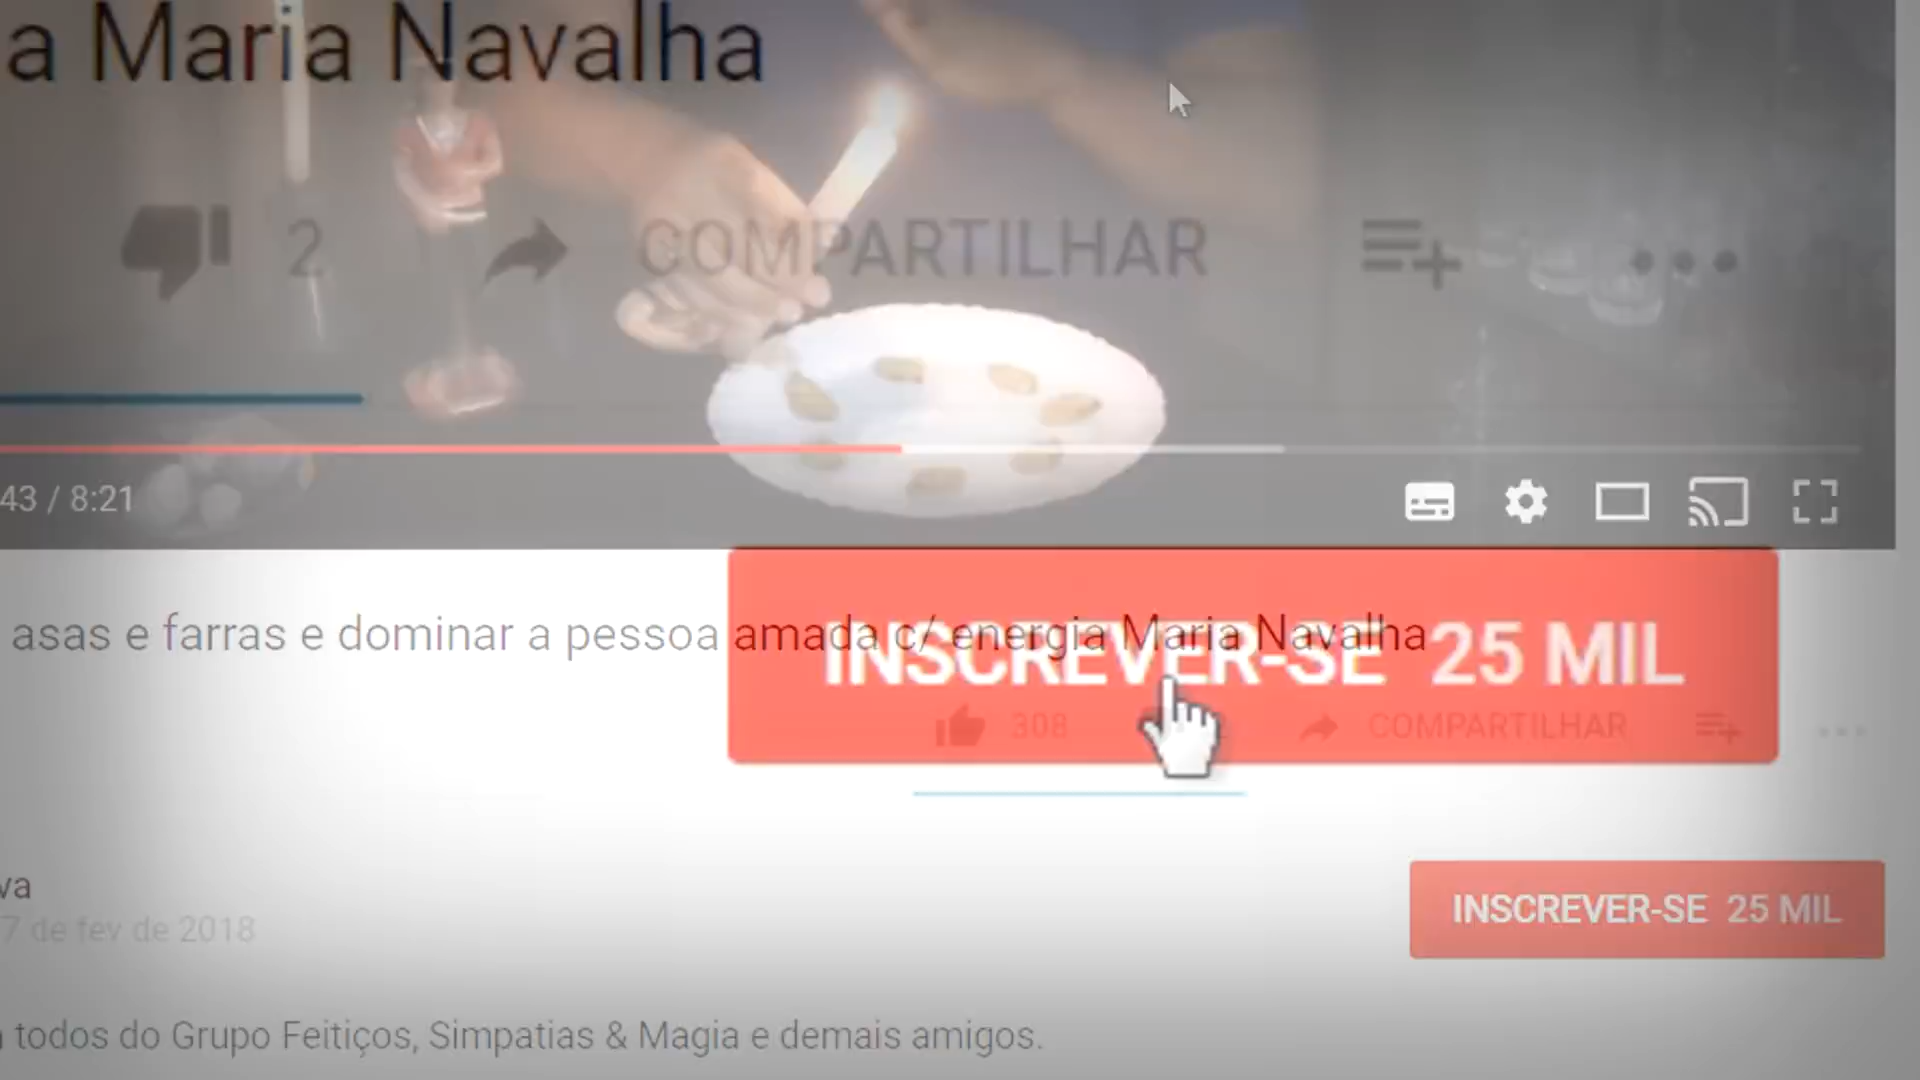 a Maria Navalha
2 COMPARTILHAR
43 / 8:21
asas e farras e dominar a pessoa amada c/ energia Maria Navalha
INSCREVER-SE 25 MIL
308 COMPARTILHAR
va
7 de fev de 2018
INSCREVER-SE 25 MIL
todos do Grupo Feitiços, Simpatias & Magia e demais amigos.